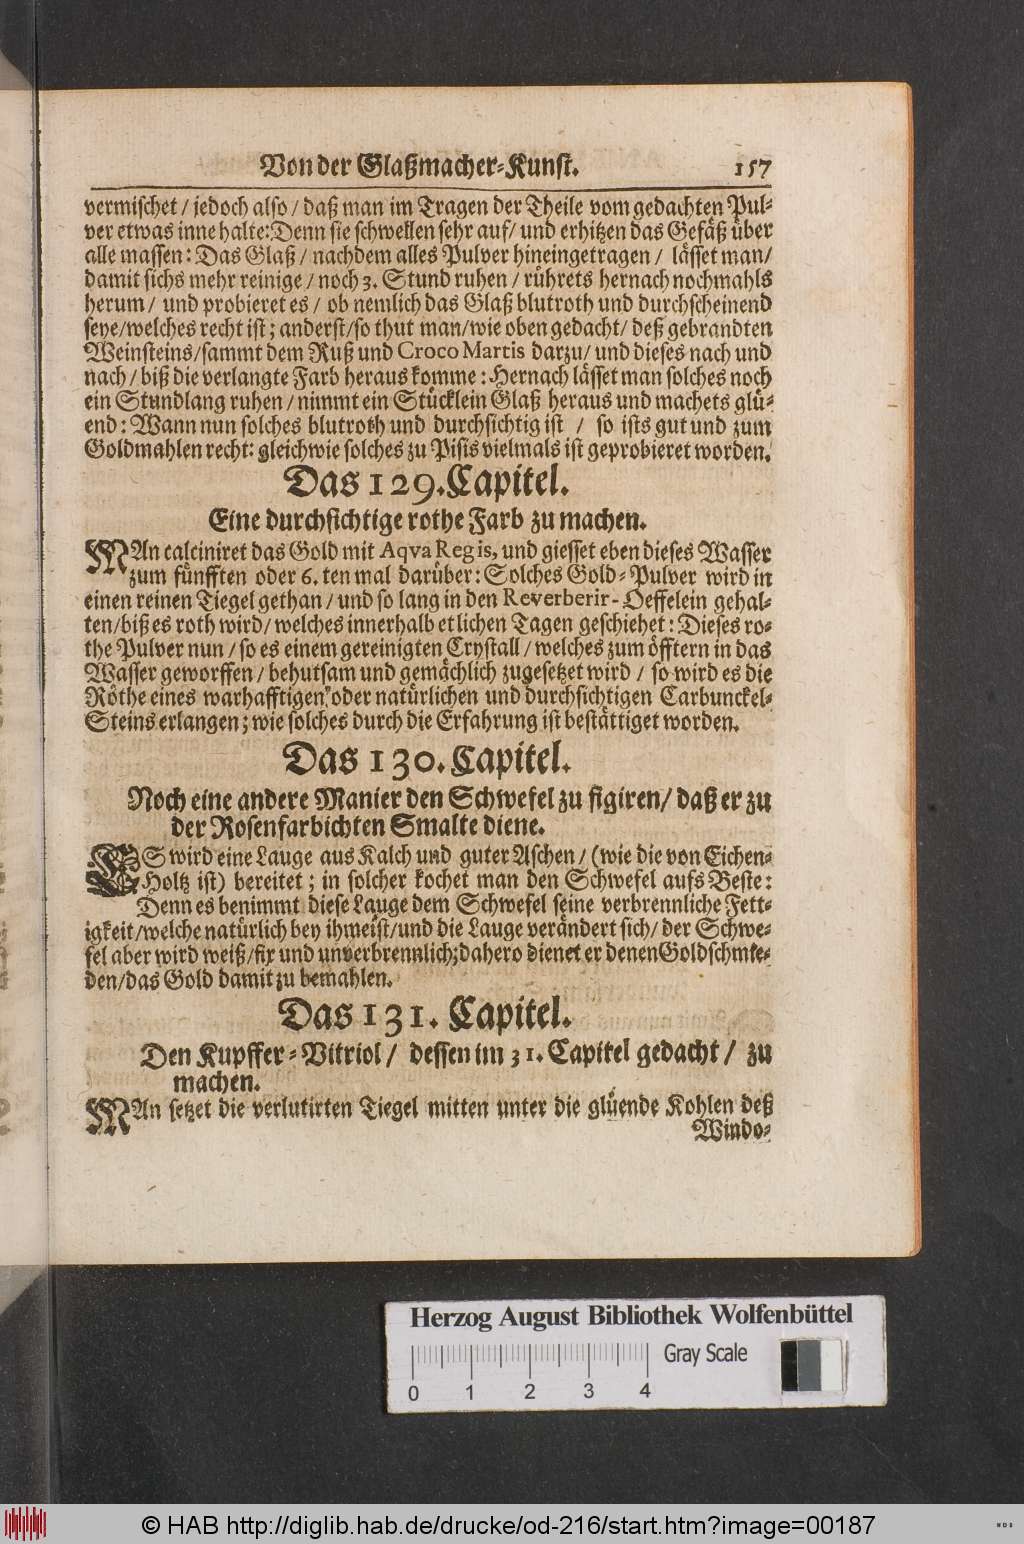 Von der Glaßmacher-Kunst. 157
vermischet / jedoch also / daß man im Tragen der Theile vom gedachten Pul-
ver etwas inne halte: Denn sie schwellen sehr auf / und erhitzen das Gefäß über
alle massen: Das Glaß / nachdem alles Pulver hineingetragen / lässet man /
damit sichs mehr reinige / noch 3. Stund ruhen / rührets hernach nochmahls
herum / und probieret es / ob nemlich das Glaß blutroth und durchscheinend
seye / welches recht ist ; anderst / so thut man / wie oben gedacht / deß gebrandten
Weinsteins / sammt dem Ruß und Croco Martis darzu / und dieses nach und
nach / biß die verlangte Farb heraus komme : Hernach lässet man solches noch
ein Stundlang ruhen / nimmt ein Stücklein Glaß heraus und machets glü-
end : Wann nun solches blutroth und durchsichtig ist / so ists gut und zum
Goldmahlen recht: gleichwie solches zu Pisis vielmals ist geprobieret worden.
Das 129. Capitel.
Eine durchsichtige rothe Farb zu machen.
MAn calciniret das Gold mit Aqva Regis, und giesset eben dieses Wasser
zum fünfften oder 6. ten mal darüber : Solches Gold-Pulver wird in
einen reinen Tiegel gethan / und so lang in den Reverberir-Oeffelein gehal-
ten / biß es roth wird / welches innerhalb etlichen Tagen geschiehet : Dieses ro-
the Pulver nun / so es einem gereinigten Crystall / welches zum öfftern in das
Wasser geworffen / behutsam und gemächlich zugesetzet wird / so wird es die
Röthe eines warhafftigen oder natürlichen und durchsichtigen Carbunckel-
Steins erlangen ; wie solches durch die Erfahrung ist bestättiget worden.
Das 130. Capitel.
Noch eine andere Manier den Schwefel zu figiren / daß er zu
der Rosenfarbichten Smalte diene.
ES wird eine Lauge aus Kalch und guter Aschen / (wie die von Eichen-
Holtz ist) bereitet ; in solcher kochet man den Schwefel aufs Beste :
Denn es benimmt diese Lauge dem Schwefel seine verbrennliche Fett-
igkeit / welche natürlich bey ihm eist / und die Lauge verändert sich / der Schwe-
fel aber wird weiß / fix und unverbrennlich; dahero dienet er denen Goldschmie-
den / das Gold damit zu bemahlen.
Das 131. Capitel.
Den Kupffer-Vitriol / dessen im 31. Capitel gedacht / zu
machen.
MAn setzet die verlutirten Tiegel mitten unter die glüende Kohlen deß
Windo-
Herzog August Bibliothek Wolfenbüttel
Gray Scale
0 1 2 3 4
© HAB http://diglib.hab.de/drucke/od-216/start.htm?image=00187